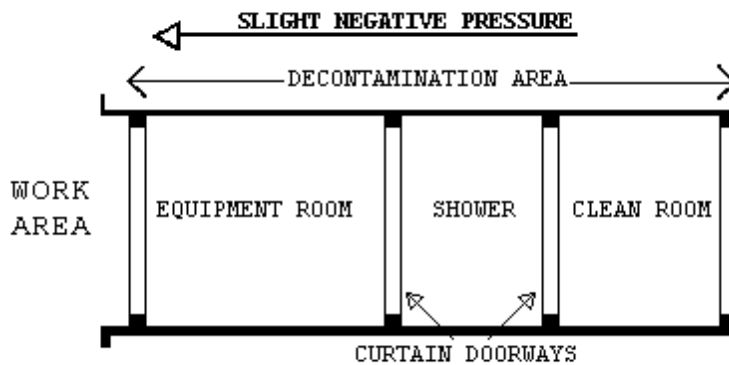 SLIGHT NEGATIVE PRESSURE
DECONTAMINATION AREA
WORK
AREA
EQUIPMENT ROOM
SHOWER
CLEAN ROOM
CURTAIN DOORWAYS